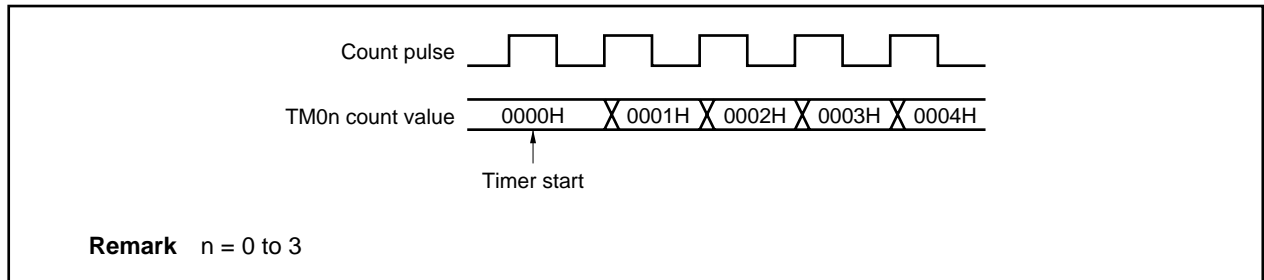 Count pulse
TM0n count value 0000H 0001H 0002H 0003H 0004H
Timer start
Remark n = 0 to 3